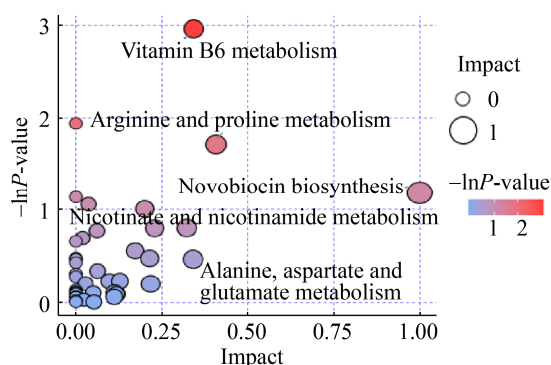 3
2
1
0
−lnP-value
Vitamin B6 metabolism
Arginine and proline metabolism
Novobiocin biosynthesis
Nicotinate and nicotinamide metabolism
Alanine, aspartate and
glutamate metabolism
0.00
0.25
0.50
0.75
1.00
Impact
Impact
0
1
−lnP-value
1 2